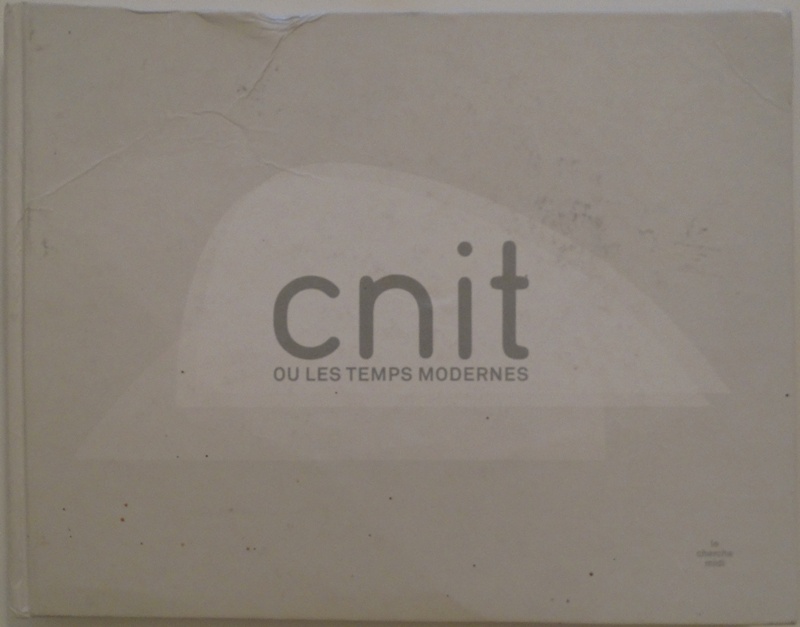 cnit
OU LES TEMPS MODERNES
le
cherche
midi